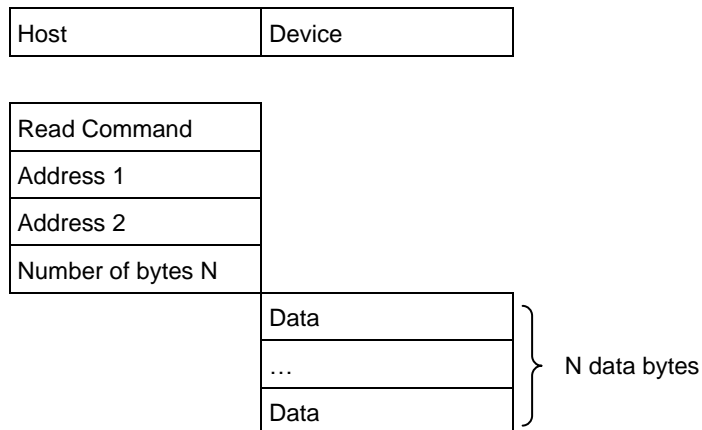 Host Device
Read Command
Address 1
Address 2
Number of bytes N
Data
… N data bytes
Data